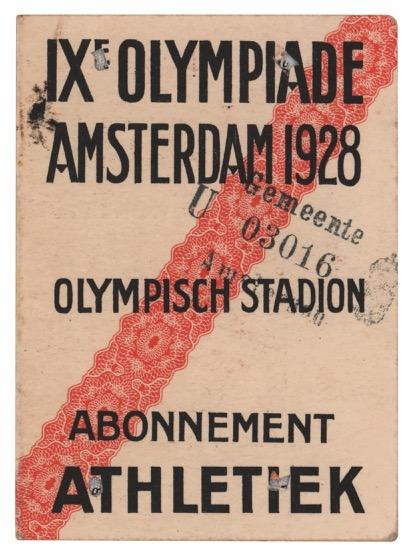 IXE OLYMPIADE
AMSTERDAM 1928
Gemeente
U 03016
OLYMPISCH STADION
ABONNEMENT
ATHLETIEK